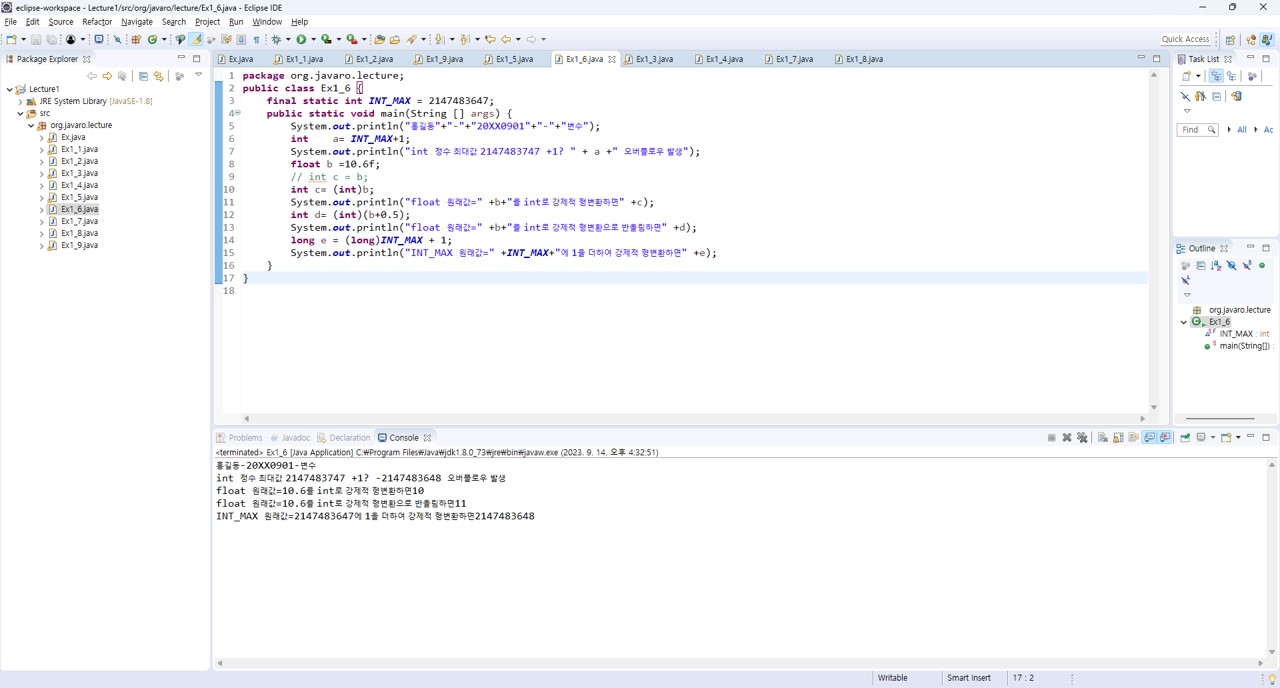 eclipse-workspace - Lecture1/src/org/javaro/lecture/Ex1_6.java - Eclipse IDE
File Edit Source Refactor Navigate Search Project Run Window Help
Quick Access
Package Explorer
Lecture1
JRE System Library [JavaSE-1.8]
src
org.javaro.lecture
Ex.java
Ex1_1.java
Ex1_2.java
Ex1_3.java
Ex1_4.java
Ex1_5.java
Ex1_6.java
Ex1_7.java
Ex1_8.java
Ex1_9.java
Ex.java Ex1_1.java Ex1_2.java Ex1_9.java Ex1_5.java Ex1_6.java Ex1_3.java Ex1_4.java Ex1_7.java Ex1_8.java
1 package org.javaro.lecture;
2 public class Ex1_6 {
3 final static int INT_MAX = 2147483647;
4 public static void main(String [] args) {
5 System.out.println("홍길동"+"-"+"20XX0901"+"-"+"변수");
6 int a= INT_MAX+1;
7 System.out.println("int 정수 최대값 2147483747 +1? " + a +" 오버플로우 발생");
8 float b =10.6f;
9 // int c = b;
10 int c= (int)b;
11 System.out.println("float 원래값=" +b+"를 int로 강제적 형변환하면" +c);
12 int d= (int)(b+0.5);
13 System.out.println("float 원래값=" +b+"를 int로 강제적 형변환으로 반올림하면" +d);
14 long e = (long)INT_MAX + 1;
15 System.out.println("INT_MAX 원래값=" +INT_MAX+"에 1을 더하여 강제적 형변환하면" +e);
16 }
17 }
18
Task List
Find All Ac
Outline
org.javaro.lecture
Ex1_6
INT_MAX : int
main(String[]) :
Problems Javadoc Declaration Console
<terminated> Ex1_6 [Java Application] C:₩Program Files₩Java₩jdk1.8.0_73₩jre₩bin₩javaw.exe (2023. 9. 14. 오후 4:32:51)
홍길동-20XX0901-변수
int 정수 최대값 2147483747 +1? -2147483648 오버플로우 발생
float 원래값=10.6를 int로 강제적 형변환하면10
float 원래값=10.6를 int로 강제적 형변환으로 반올림하면11
INT_MAX 원래값=2147483647에 1을 더하여 강제적 형변환하면2147483648
Writable Smart Insert 17 : 2